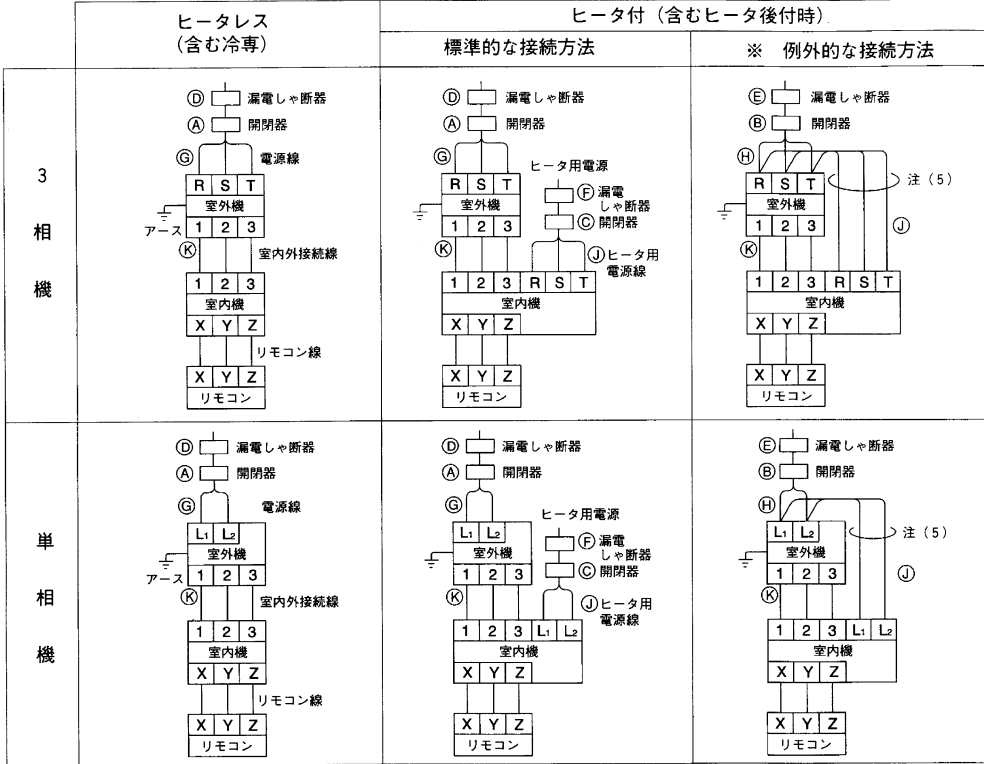 ヒータレス
(含む冷専)
ヒータ付(含むヒータ後付時)
標準的な接続方法
※ 例外的な接続方法
3
相
機
Ⓓ 漏電しゃ断器
Ⓐ 開閉器
Ⓖ 電源線
R S T
室外機
アース
1 2 3
Ⓚ 室内外接続線
1 2 3
室内機
X Y Z
リモコン線
X Y Z
リモコン
Ⓓ 漏電しゃ断器
Ⓐ 開閉器
Ⓖ
ヒータ用電源
R S T
Ⓕ 漏電
しゃ断器
室外機
Ⓒ 開閉器
1 2 3
Ⓚ
Ⓙ ヒータ用
電源線
1 2 3 R S T
室内機
X Y Z
X Y Z
リモコン
Ⓔ 漏電しゃ断器
Ⓑ 開閉器
Ⓗ
R S T
注(5)
室外機
1 2 3
Ⓙ
Ⓚ
1 2 3 R S T
室内機
X Y Z
X Y Z
リモコン
単
相
機
Ⓓ 漏電しゃ断器
Ⓐ 開閉器
Ⓖ 電源線
L1 L2
室外機
アース
1 2 3
Ⓚ 室内外接続線
1 2 3
室内機
X Y Z
リモコン線
X Y Z
リモコン
Ⓓ 漏電しゃ断器
Ⓐ 開閉器
Ⓖ
ヒータ用電源
L1 L2
Ⓕ 漏電
しゃ断器
室外機
Ⓒ 開閉器
1 2 3
Ⓚ
Ⓙ ヒータ用
電源線
1 2 3 L1 L2
室内機
X Y Z
X Y Z
リモコン
Ⓔ 漏電しゃ断器
Ⓑ 開閉器
Ⓗ
L1 L2
注(5)
室外機
1 2 3
Ⓙ
Ⓚ
1 2 3 L1 L2
室内機
X Y Z
X Y Z
リモコン